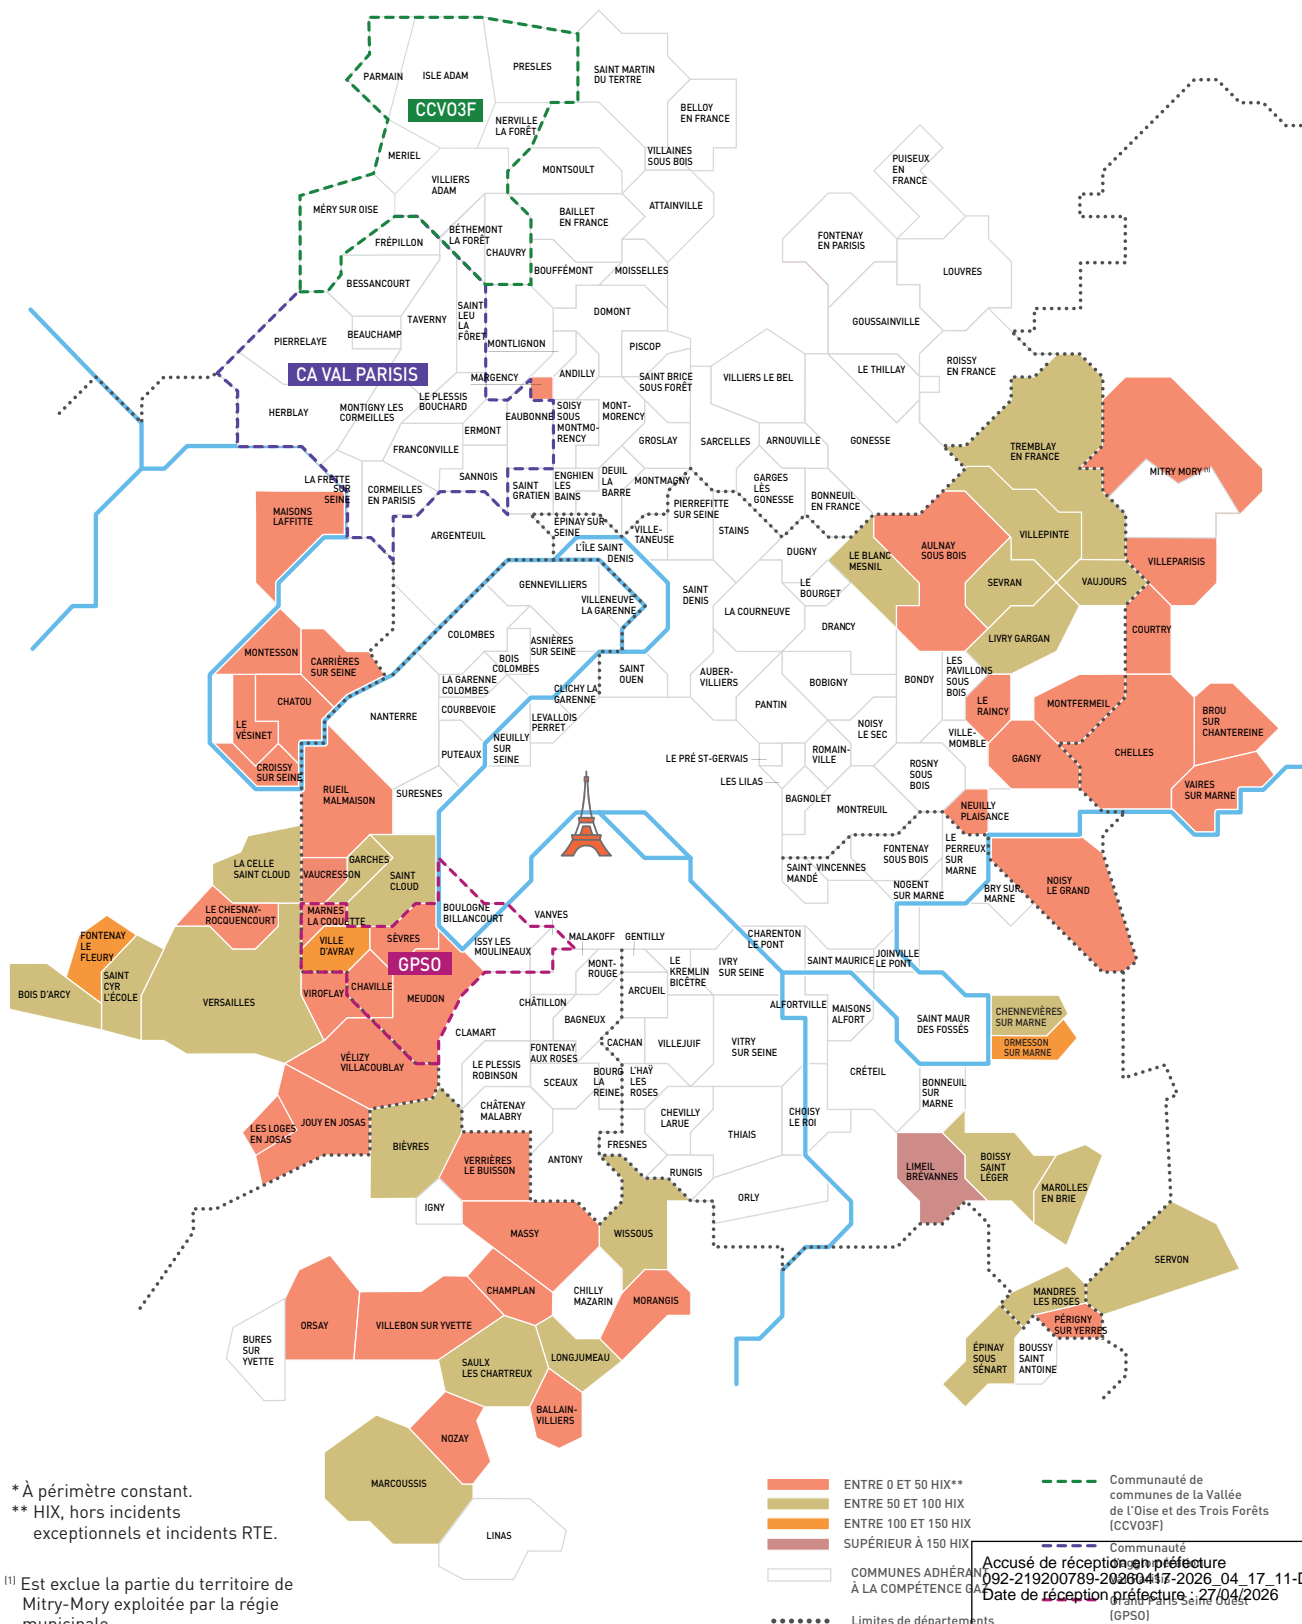 PARMAIN
ISLE ADAM
PRESLES
SAINT MARTIN
DU TERTRE
CCVO3F
BELLOY
EN FRANCE
NERVILLE
LA FORÊT
MERIEL
VILLAINES
SOUS BOIS
MONTSOULT
VILLIERS
ADAM
PUISEUX
EN
FRANCE
MÉRY SUR OISE
BAILLET
EN FRANCE
ATTAINVILLE
FRÉPILLON
BÉTHEMONT
LA FORÊT
CHAUVRY
FONTENAY
EN PARISIS
LOUVRES
BESSANCOURT
BOUFFÉMONT
MOISSELLES
SAINT
LEU
LA
FÔRET
TAVERNY
DOMONT
GOUSSAINVILLE
PIERRELAYE
BEAUCHAMP
MONTLIGNON
PISCOP
ROISSY
EN FRANCE
CA VAL PARISIS
MARGENCY
ANDILLY
SAINT BRICE
SOUS FORÊT
VILLIERS LE BEL
LE THILLAY
HERBLAY
MONTIGNY LES
CORMEILLES
LE PLESSIS
BOUCHARD
EAUBONNE
SOISY
SOUS
MONTMO-
RENCY
MONT-
MORENCY
ERMONT
FRANCONVILLE
GROSLAY
SARCELLES
ARNOUVILLE
GONESSE
TREMBLAY
EN FRANCE
MITRY MORY (1)
LA FRETTE
SUR
SEINE
CORMEILLES
EN PARISIS
SANNOIS
SAINT
GRATIEN
ENGHIEN
LES
BAINS
DEUIL
LA
BARRE
MONTMAGNY
GARGES
LÈS
GONESSE
BONNEUIL
EN FRANCE
MAISONS
LAFFITTE
ARGENTEUIL
ÉPINAY SUR
SEINE
VILLE-
TANEUSE
PIERREFITTE
SUR SEINE
STAINS
AULNAY
SOUS BOIS
VILLEPINTE
L'ÎLE SAINT
DENIS
DUGNY
LE BLANC
MESNIL
VILLEPARISIS
GENNEVILLIERS
VILLENEUVE
LA GARENNE
SAINT
DENIS
LE
BOURGET
SEVRAN
VAUJOURS
LA COURNEUVE
DRANCY
COLOMBES
ASNIÈRES
SUR SEINE
LIVRY GARGAN
COURTRY
MONTESSON
CARRIÈRES
SUR SEINE
BOIS
COLOMBES
SAINT
OUEN
AUBER-
VILLIERS
BOBIGNY
BONDY
LES
PAVILLONS
SOUS
BOIS
LA GARENNE
COLOMBES
CLICHY LA
GARENNE
CHATOU
NANTERRE
COURBEVOIE
PANTIN
LE
RAINCY
MONTFERMEIL
BROU
SUR
CHANTEREINE
LE
VÉSINET
LEVALLOIS
PERRET
NOISY
LE SEC
VILLE-
MOMBLE
PUTEAUX
NEUILLY
SUR
SEINE
LE PRÉ ST-GERVAIS
ROMAIN-
VILLE
GAGNY
CHELLES
CROISSY
SUR SEINE
LES LILAS
ROSNY
SOUS
BOIS
RUEIL
MALMAISON
SURESNES
BAGNOLET
MONTREUIL
NEUILLY
PLAISANCE
VAIRES
SUR MARNE
LA CELLE
SAINT CLOUD
GARCHES
FONTENAY
SOUS BOIS
LE
PERREUX
SUR
MARNE
VAUCRESSON
SAINT
CLOUD
SAINT
MANDÉ
VINCENNES
NOISY
LE GRAND
NOGENT
SUR MARNE
BRY SUR
MARNE
LE CHESNAY-
ROCQUENCOURT
MARNES
LA COQUETTE
BOULOGNE
BILLANCOURT
VANVES
FONTENAY
LE
FLEURY
VILLE
D'AVRAY
SÈVRES
ISSY LES
MOULINEAUX
MALAKOFF
GENTILLY
CHARENTON
LE PONT
SAINT MAURICE
JOINVILLE
LE PONT
GPSO
MONT-
ROUGE
LE
KREMLIN
BICÊTRE
IVRY
SUR SEINE
BOIS D'ARCY
SAINT
CYR
L'ÉCOLE
VERSAILLES
VIROFLAY
CHAVILLE
MEUDON
CHÂTILLON
ARCUEIL
ALFORTVILLE
MAISONS
ALFORT
SAINT MAUR
DES FOSSÉS
CHENNEVIÈRES
SUR MARNE
CLAMART
BAGNEUX
ORMESSON
SUR MARNE
VÉLIZY
VILLACOUBLAY
FONTENAY
AUX ROSES
CACHAN
VILLEJUIF
VITRY
SUR SEINE
LE PLESSIS
ROBINSON
SCEAUX
BOURG
LA
REINE
L'HAŸ
LES
ROSES
CRÉTEIL
BONNEUIL
SUR
MARNE
CHÂTENAY
MALABRY
CHEVILLY
LARUE
CHOISY
LE ROI
LES LOGES
EN JOSAS
JOUY EN JOSAS
THIAIS
BIÈVRES
FRESNES
VERRIÈRES
LE BUISSON
ANTONY
RUNGIS
LIMEIL
BRÉVANNES
BOISSY
SAINT
LÉGER
MAROLLES
EN BRIE
IGNY
ORLY
MASSY
WISSOUS
SERVON
CHAMPLAN
CHILLY
MAZARIN
MORANGIS
MANDRES
LES ROSES
ORSAY
VILLEBON SUR YVETTE
PÉRIGNY
SUR YERRES
BURES
SUR
YVETTE
SAULX
LES CHARTREUX
LONGJUMEAU
ÉPINAY
SOUS
SÉNART
BOUSSY
SAINT
ANTOINE
BALLAIN-
VILLIERS
NOZAY
MARCOUSSIS
LINAS
* À périmètre constant.
** HIX, hors incidents
exceptionnels et incidents RTE.
(1) Est exclue la partie du territoire de
Mitry-Mory exploitée par la régie
municipale
ENTRE 0 ET 50 HIX**
ENTRE 50 ET 100 HIX
ENTRE 100 ET 150 HIX
SUPÉRIEUR À 150 HIX
COMMUNES ADHÉRANT
À LA COMPÉTENCE GAZ
Limites de départements
Communauté de
communes de la Vallée
de l'Oise et des Trois Forêts
(CCVO3F)
Communauté
Grand Paris Seine Ouest
(GPSO)
Accusé de réception en préfecture
092-219200789-20260417-2026_04_17_11-D
Date de réception préfecture : 27/04/2026